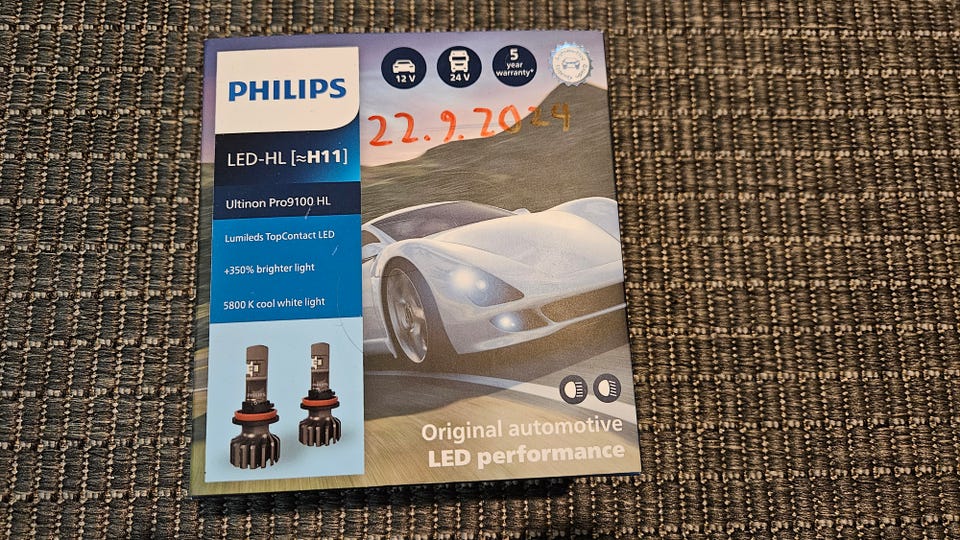 PHILIPS
12 V
24 V
5
year
warranty*
22.9.2024
LED-HL [≈H11]
Ultinon Pro9100 HL
Lumileds TopContact LED
+350% brighter light
5800 K cool white light
Original automotive
LED performance